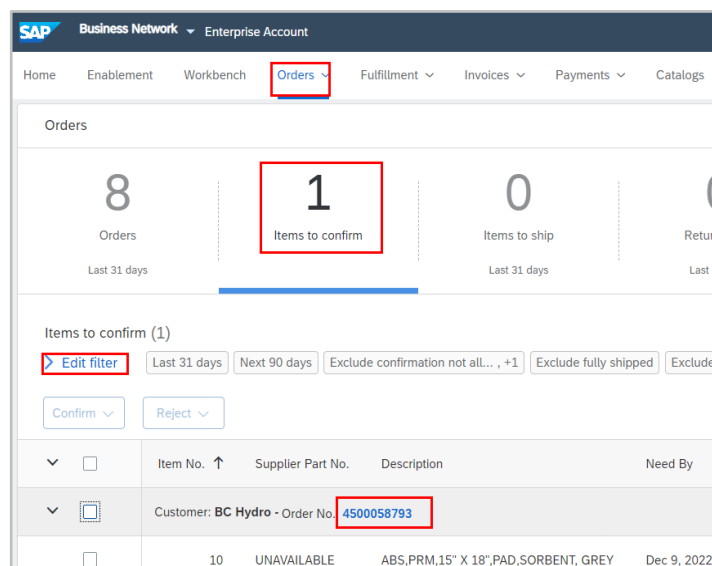 SAP Business Network Enterprise Account
Home Enablement Workbench Orders Fulfillment Invoices Payments Catalogs
Orders
8 1 0
Orders Items to confirm Items to ship
Last 31 days Last 31 days Last
Items to confirm (1)
Edit filter Last 31 days Next 90 days Exclude confirmation not all... , +1 Exclude fully shipped Exclude
Confirm Reject
Item No. ↑ Supplier Part No. Description Need By
Customer: BC Hydro - Order No. 4500058793
10 UNAVAILABLE ABS,PRM,15" X 18",PAD,SORBENT, GREY Dec 9, 2022